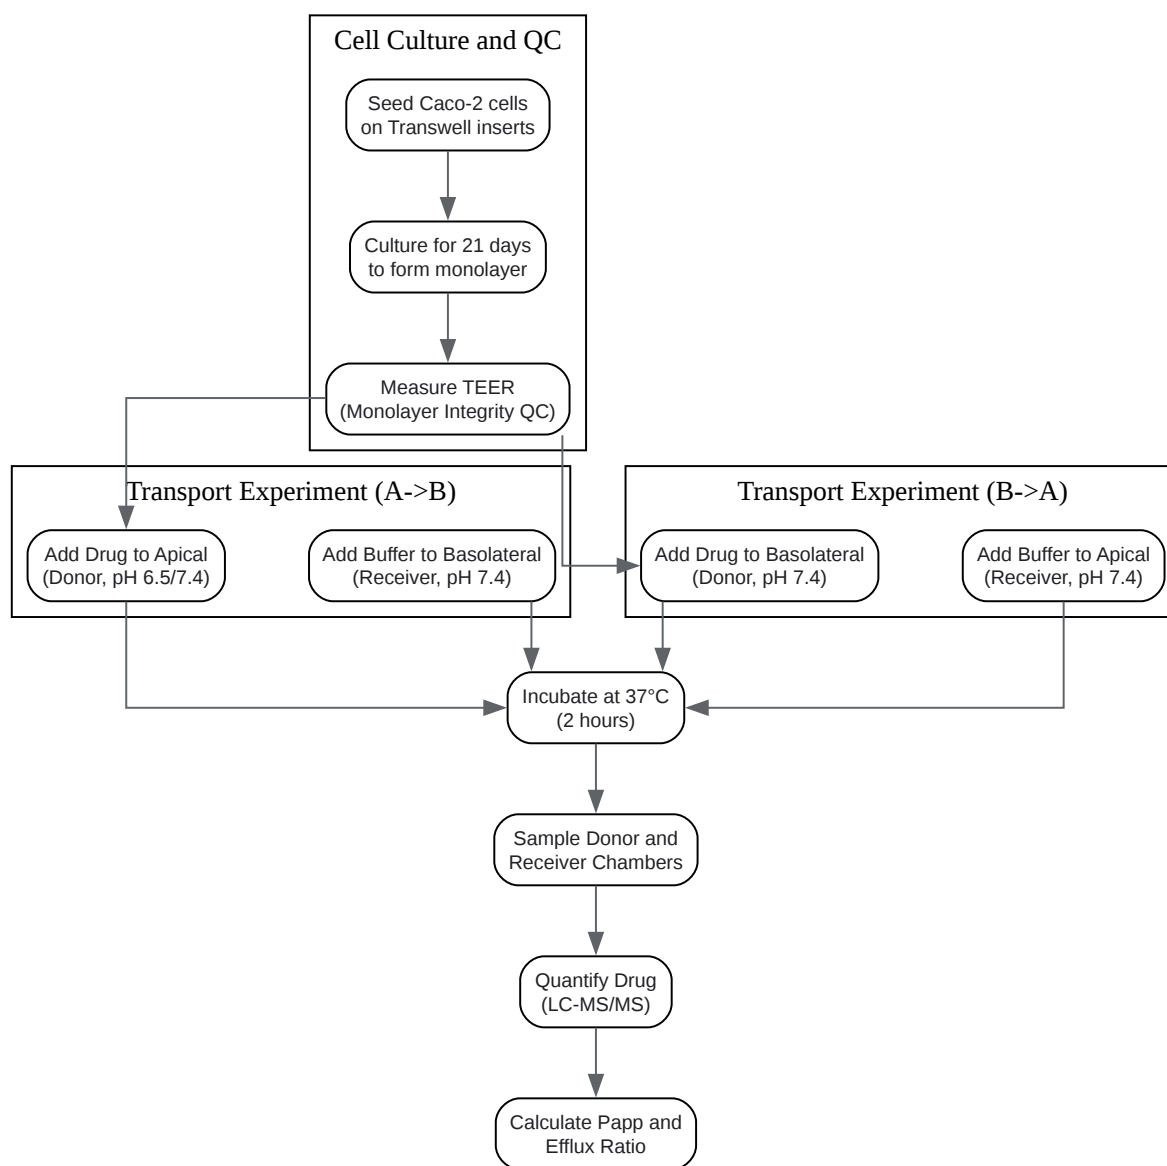 Cell Culture and QC
Seed Caco-2 cells
on Transwell inserts
Culture for 21 days
to form monolayer
Measure TEER
(Monolayer Integrity QC)
Transport Experiment (A->B)
Add Drug to Apical
(Donor, pH 6.5/7.4)
Add Buffer to Basolateral
(Receiver, pH 7.4)
Transport Experiment (B->A)
Add Drug to Basolateral
(Donor, pH 7.4)
Add Buffer to Apical
(Receiver, pH 7.4)
Incubate at 37°C
(2 hours)
Sample Donor and
Receiver Chambers
Quantify Drug
(LC-MS/MS)
Calculate Papp and
Efflux Ratio